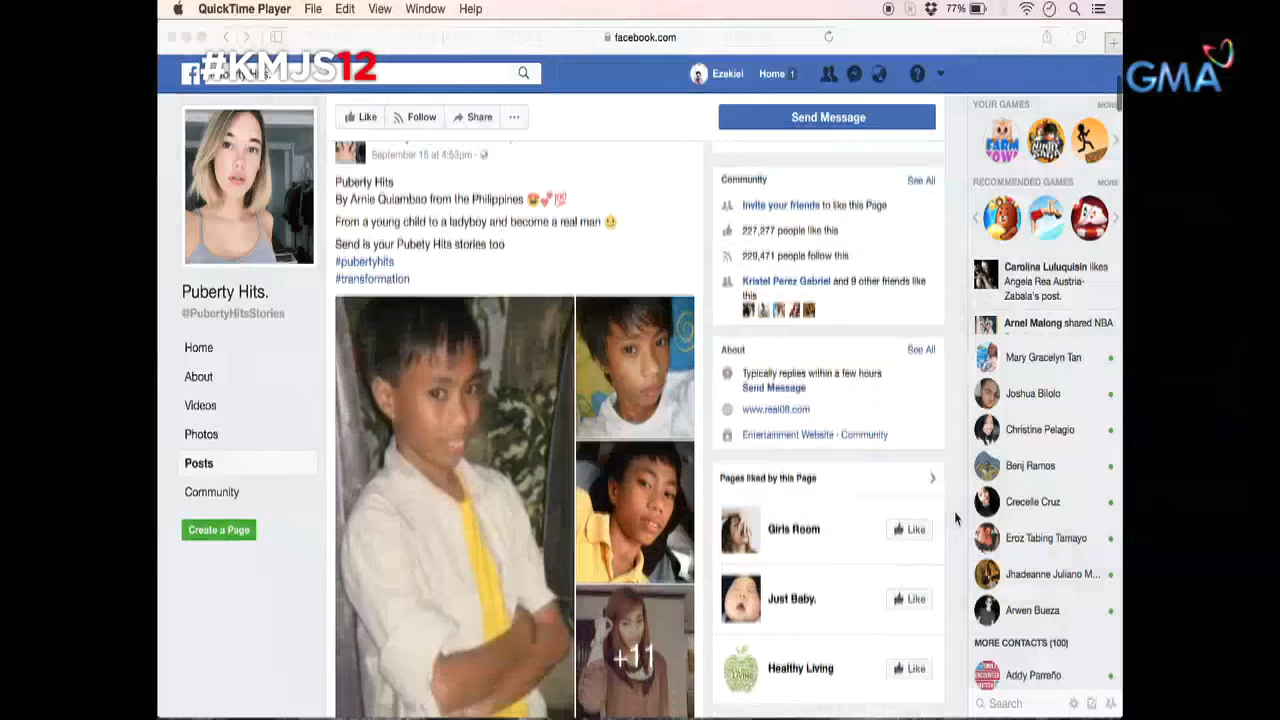 QuickTime Player File Edit View Window Help
77%
facebook.com
#KMJS12
GMA
Ezekiel Home 1
Like Follow Share
Send Message
September 15 at 4:53pm
Puberty Hits
By Arnie Quiambao from the Philippines 😍💕💯
From a young child to a ladyboy and become a real man
Send is your Pubety Hits stories too
#pubertyhits
#transformation
+11
Puberty Hits.
@PubertyHitsStories
Home
About
Videos
Photos
Posts
Community
Create a Page
Community See All
Invite your friends to like this Page
227,277 people like this
229,471 people follow this
Kristel Perez Gabriel and 9 other friends like
this
About See All
Typically replies within a few hours
Send Message
www.real08.com
Entertainment Website · Community
Pages liked by this Page
Girls Room Like
Just Baby. Like
Healthy Living Like
YOUR GAMES MORE
RECOMMENDED GAMES MORE
Carolina Luluquisin likes
Angela Rea Austria-
Zabala's post.
Arnel Malong shared NBA
Mary Gracelyn Tan
Joshua Bilolo
Christine Pelagio
Benj Ramos
Crecelle Cruz
Eroz Tabing Tamayo
Jhadeanne Juliano M...
Arwen Bueza
MORE CONTACTS (100)
Addy Parreño
Search